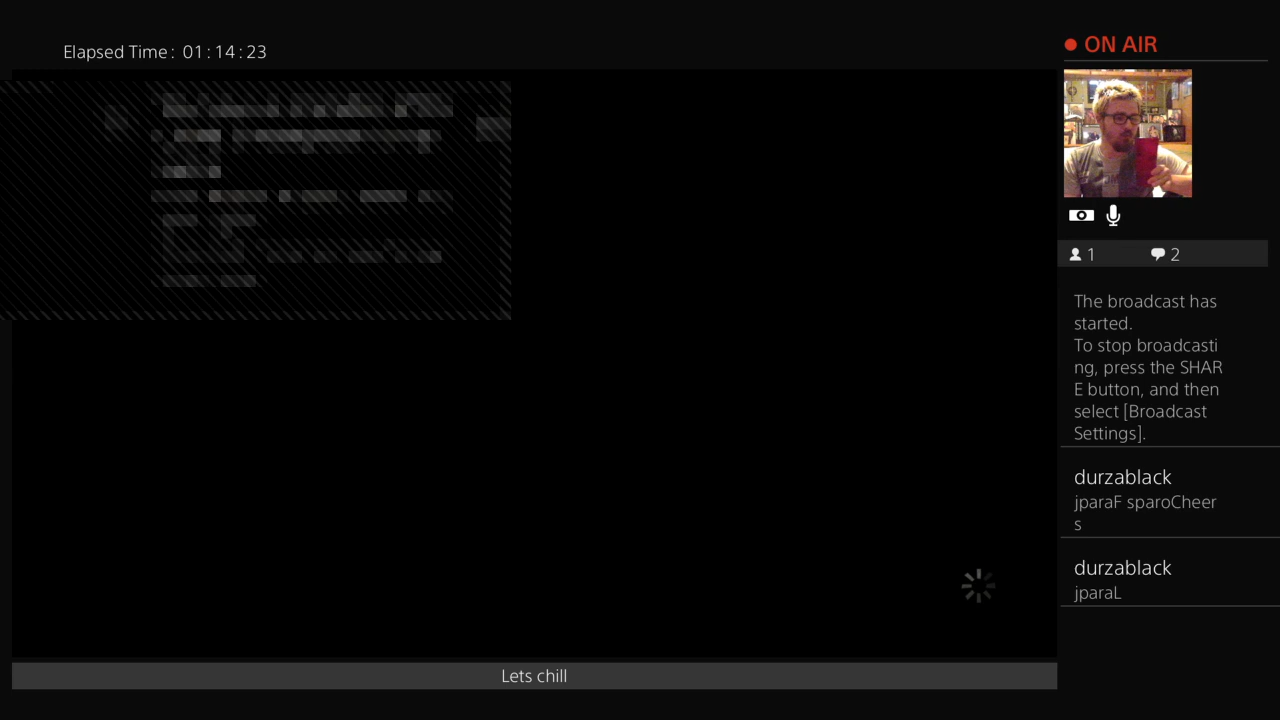 Elapsed Time: 01:14:23
ON AIR
1
2
The broadcast has
started.
To stop broadcasti
ng, press the SHAR
E button, and then
select [Broadcast
Settings].
durzablack
jparaF sparoCheer
s
durzablack
jparaL
Lets chill